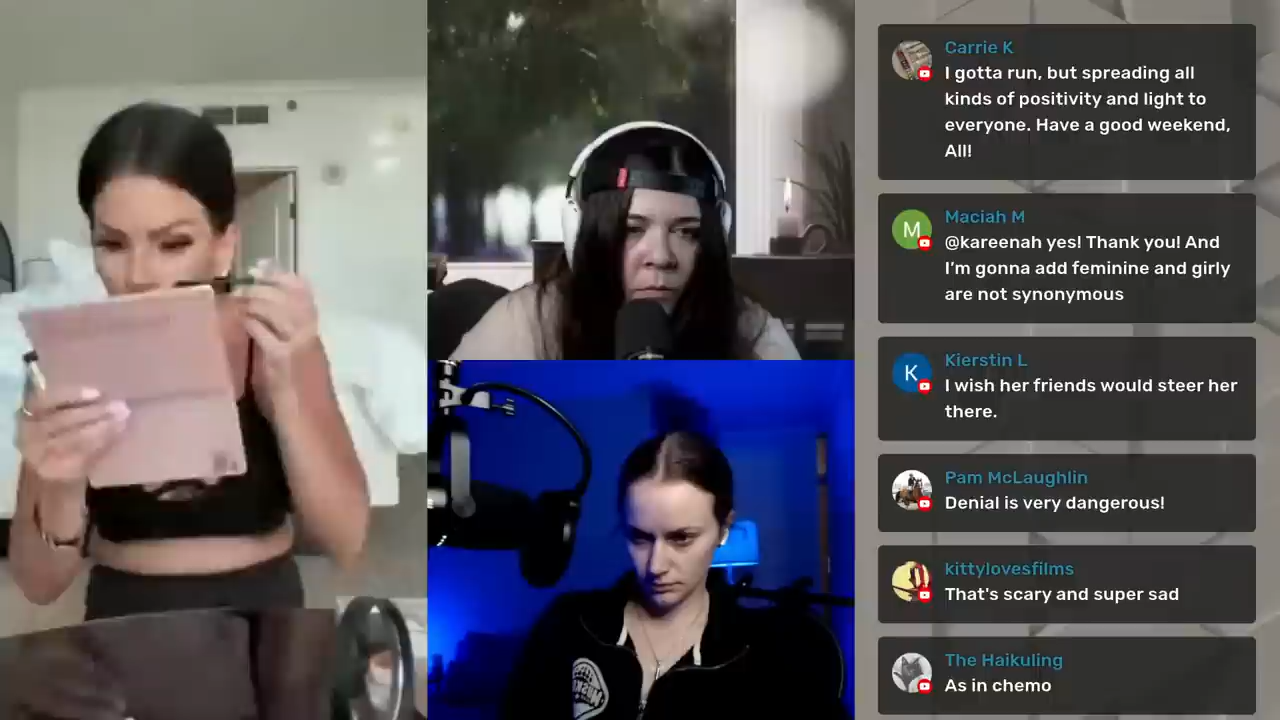 Carrie K
I gotta run, but spreading all
kinds of positivity and light to
everyone. Have a good weekend,
All!
Maciah M
M
@kareenah yes! Thank you! And
I'm gonna add feminine and girly
are not synonymous
Kierstin L
K
I wish her friends would steer her
there.
Pam McLaughlin
Denial is very dangerous!
kittylovesfilms
That's scary and super sad
The Haikuling
As in chemo